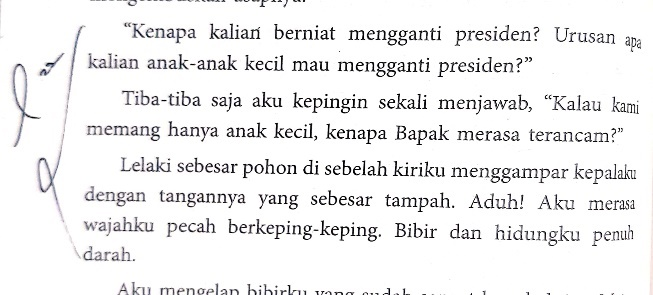 "Kenapa kalian berniat mengganti presiden? Urusan apa
kalian anak-anak kecil mau mengganti presiden?"
Tiba-tiba saja aku kepingin sekali menjawab, "Kalau kami
memang hanya anak kecil, kenapa Bapak merasa terancam?"
Lelaki sebesar pohon di sebelah kiriku menggampar kepalaku
dengan tangannya yang sebesar tampah. Aduh! Aku merasa
wajahku pecah berkeping-keping. Bibir dan hidungku penuh
darah.
Aku mengelap bibirku yang sudah